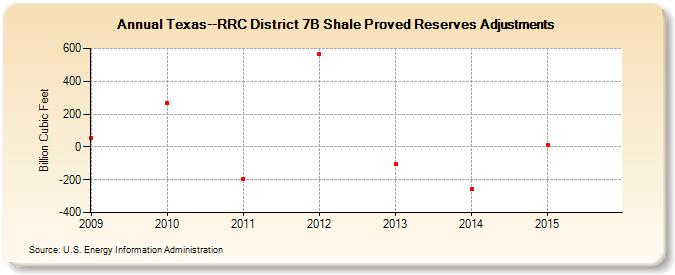 Annual Texas--RRC District 7B Shale Proved Reserves Adjustments
Billion Cubic Feet
600
400
200
0
-200
-400
2009 2010 2011 2012 2013 2014 2015
Source: U.S. Energy Information Administration